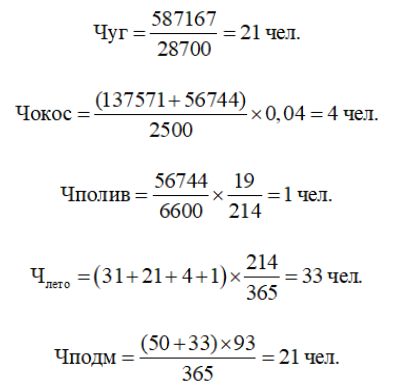 Чуг = 587167/28700 = 21 чел.
Чокос = (137571+56744)/2500 × 0,04 = 4 чел.
Чполив = 56744/6600 × 19/214 = 1 чел.
Члето = (31+21+4+1) × 214/365 = 33 чел.
Чподм = (50+33)×93/365 = 21 чел.